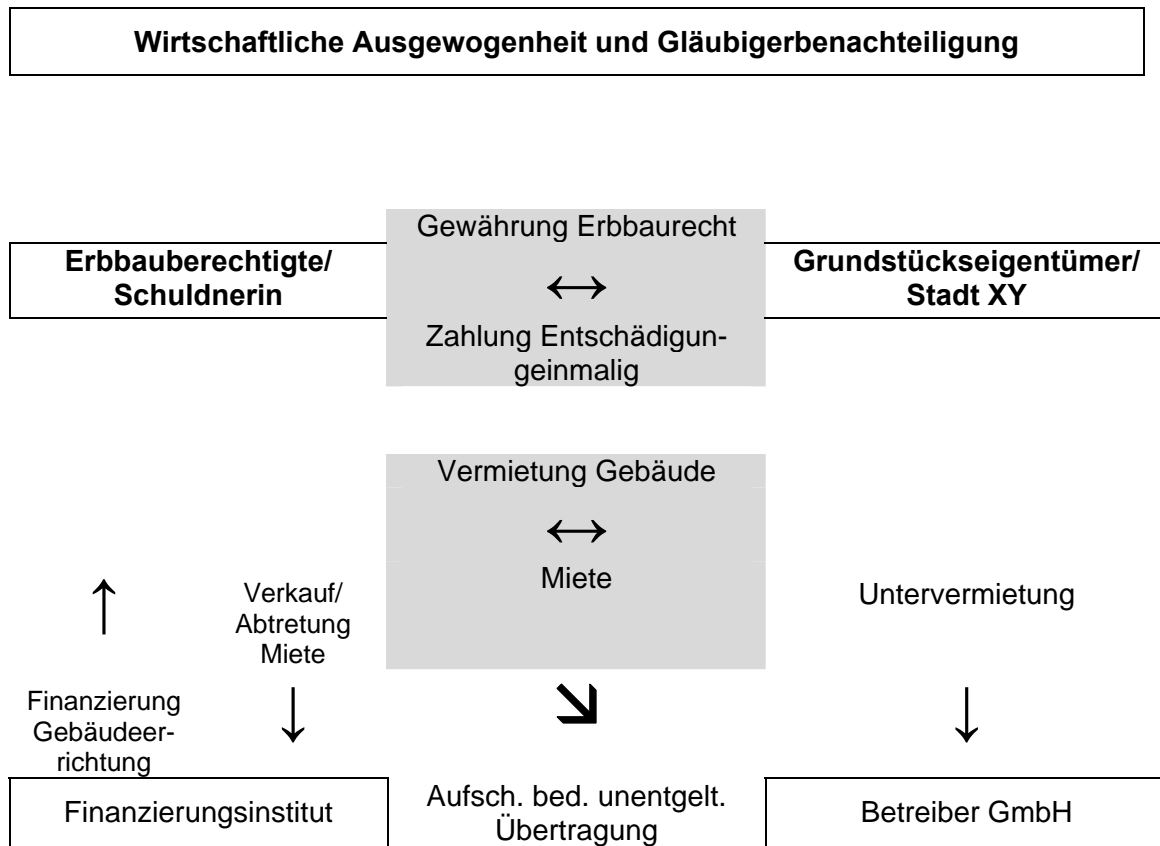 Wirtschaftliche Ausgewogenheit und Gläubigerbenachteiligung
Gewährung Erbbaurecht
Erbbauberechtigte/
Schuldnerin
↔
Grundstückseigentümer/
Stadt XY
Zahlung Entschädigun-
geinmalig
Vermietung Gebäude
↔
Miete
↑
Verkauf/
Abtretung
Miete
Untervermietung
Finanzierung
Gebäudeer-
richtung
↓
↘
↓
Finanzierungsinstitut
Aufsch. bed. unentgelt.
Übertragung
Betreiber GmbH